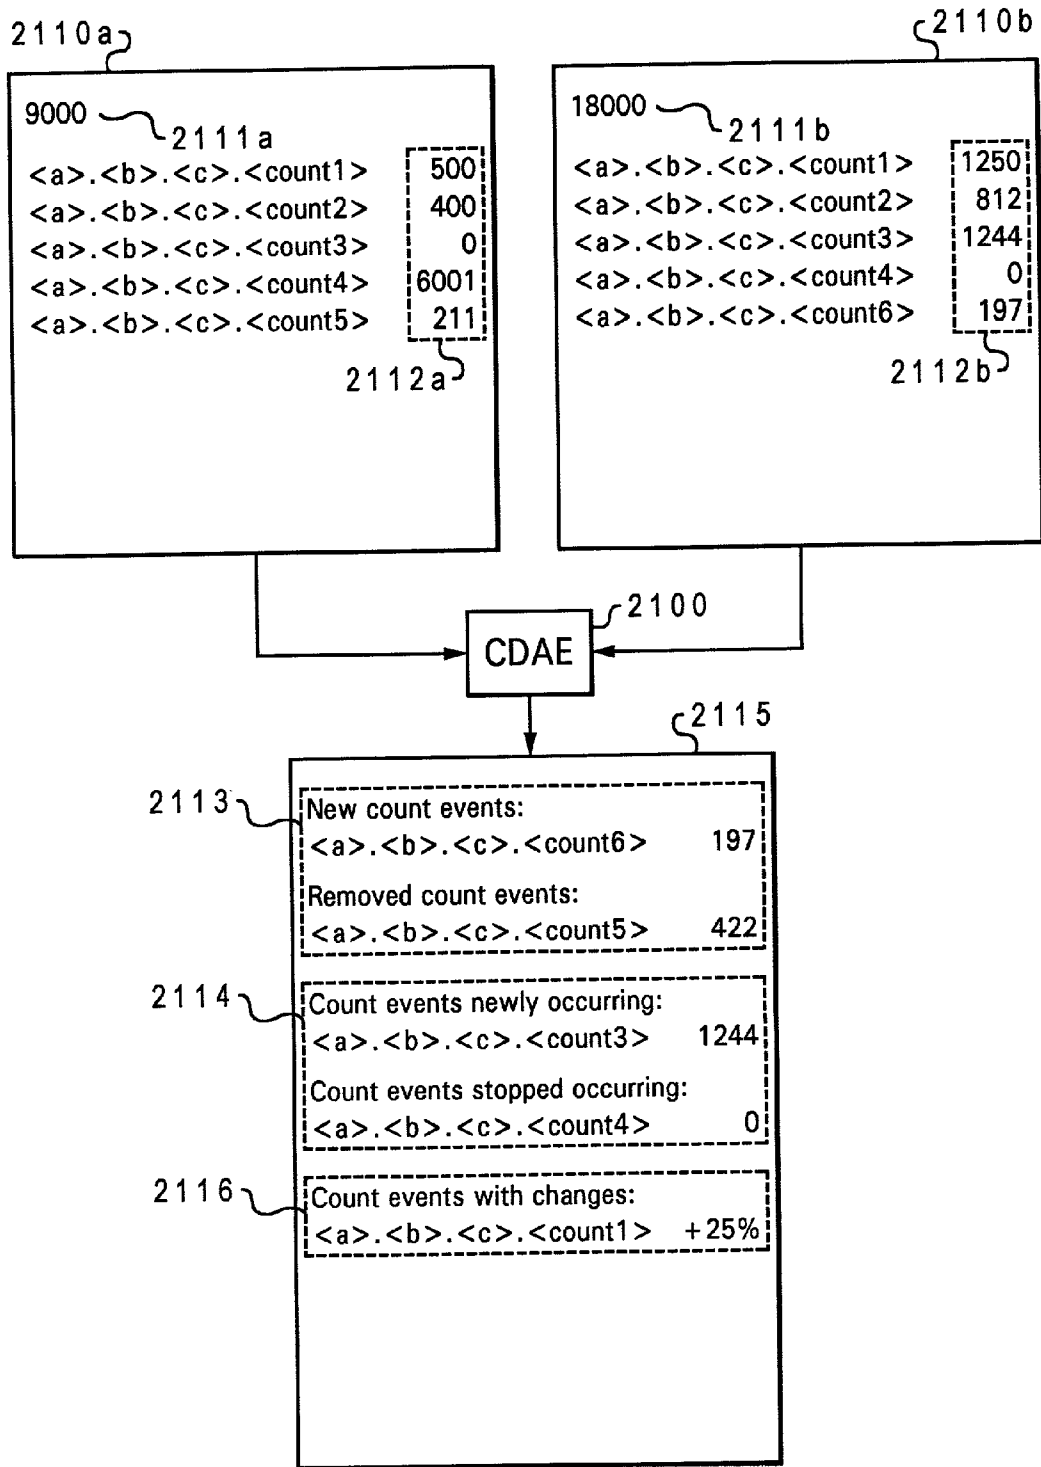 2110a
2110b
9000
2111a
<a>.<b>.<c>.<count1> 500
<a>.<b>.<c>.<count2> 400
<a>.<b>.<c>.<count3> 0
<a>.<b>.<c>.<count4> 6001
<a>.<b>.<c>.<count5> 211
2112a
18000
2111b
<a>.<b>.<c>.<count1> 1250
<a>.<b>.<c>.<count2> 812
<a>.<b>.<c>.<count3> 1244
<a>.<b>.<c>.<count4> 0
<a>.<b>.<c>.<count6> 197
2112b
2100
CDAE
2115
2113
New count events:
<a>.<b>.<c>.<count6> 197
Removed count events:
<a>.<b>.<c>.<count5> 422
2114
Count events newly occurring:
<a>.<b>.<c>.<count3> 1244
Count events stopped occurring:
<a>.<b>.<c>.<count4> 0
2116
Count events with changes:
<a>.<b>.<c>.<count1> +25%